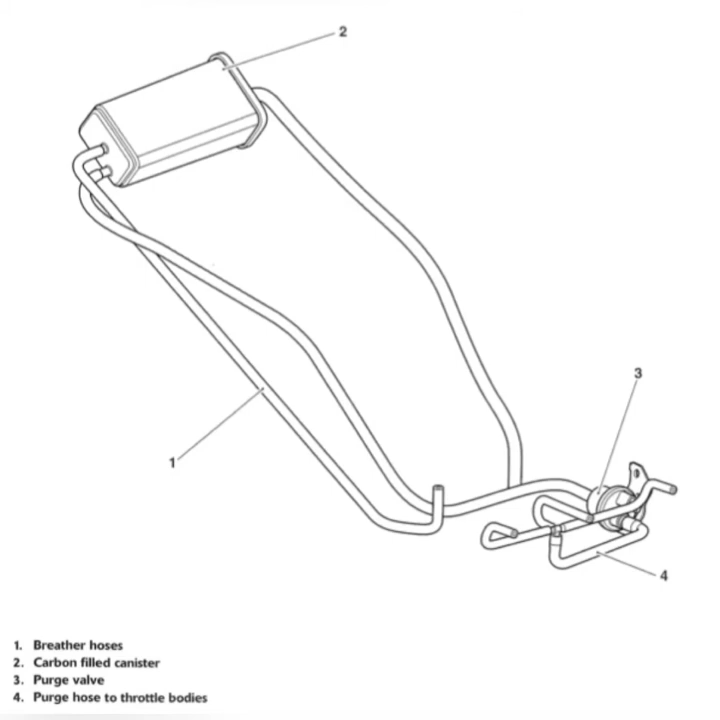 2
3
1
4
1. Breather hoses
2. Carbon filled canister
3. Purge valve
4. Purge hose to throttle bodies